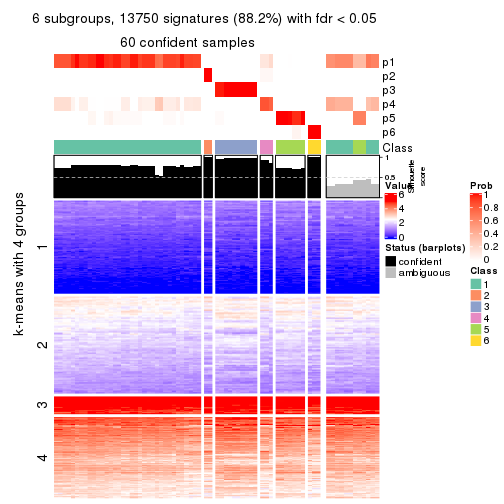 6 subgroups, 13750 signatures (88.2%) with fdr < 0.05
60 confident samples
p1
p2
p3
p4
p5
p6
Class
1
0.5
0
Silhouette
score
k-means with 4 groups
1
2
3
4
Value
6
4
2
0
Status (barplots)
confident
ambiguous
Prob
1
0.8
0.6
0.4
0.2
0
Class
1
2
3
4
5
6